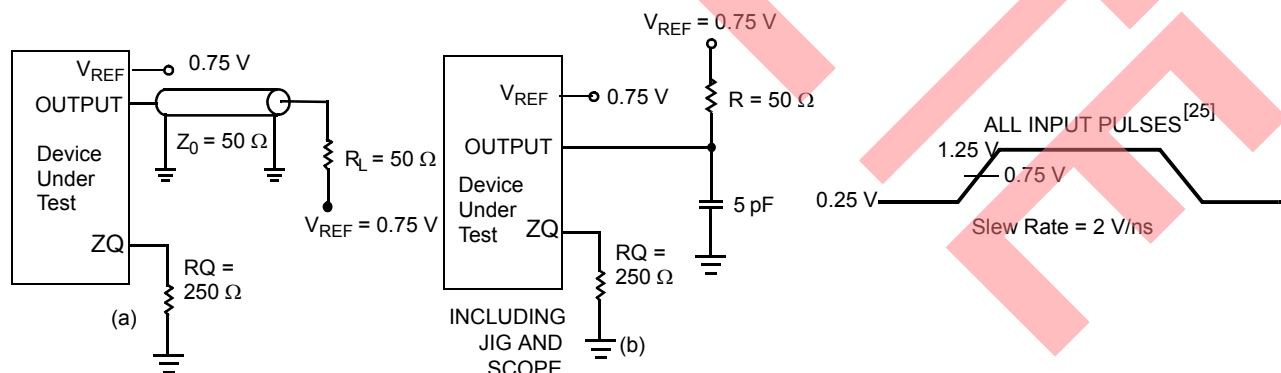 VREF
0.75 V
OUTPUT
Z0 = 50 Ω
Device
Under
Test
RL = 50 Ω
VREF = 0.75 V
ZQ
RQ =
250 Ω
(a)
VREF = 0.75 V
VREF
0.75 V
R = 50 Ω
OUTPUT
Device
Under
Test
5 pF
ZQ
RQ =
250 Ω
INCLUDING
JIG AND
SCOPE
(b)
ALL INPUT PULSES[25]
1.25 V
0.75 V
0.25 V
Slew Rate = 2 V/ns